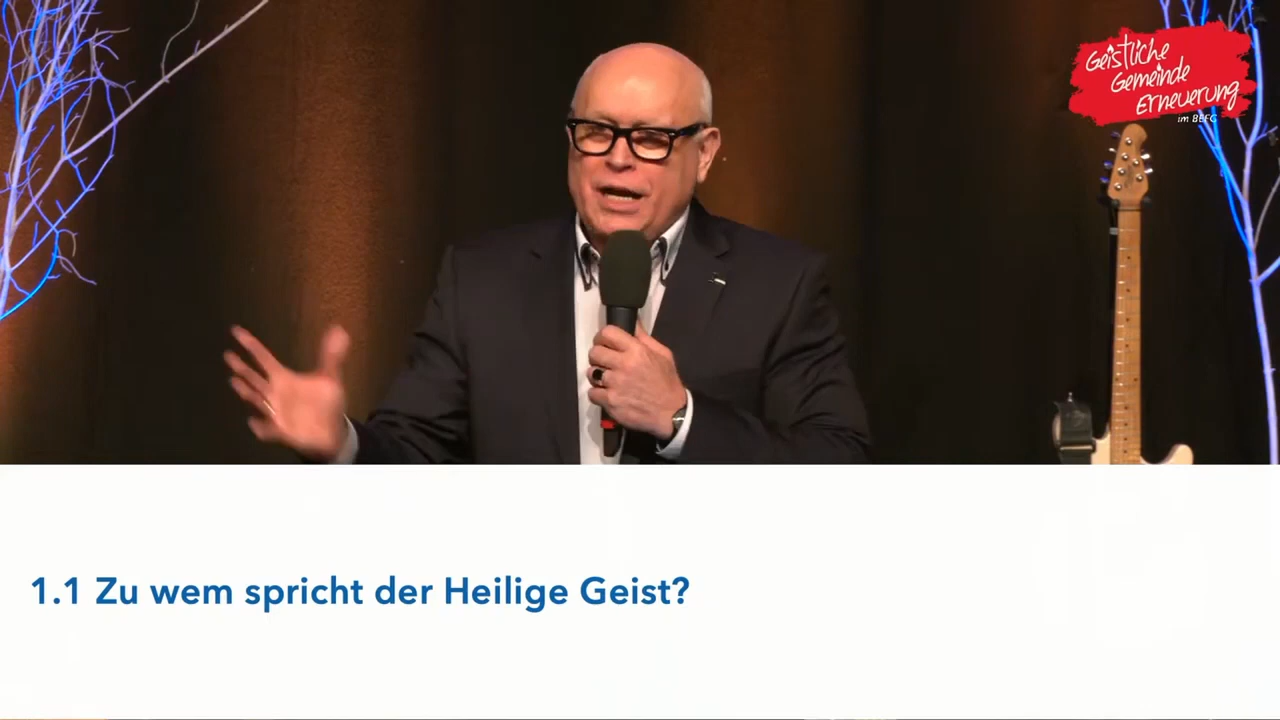 Geistliche
Gemeinde
Erneuerung
im BEFG
1.1 Zu wem spricht der Heilige Geist?